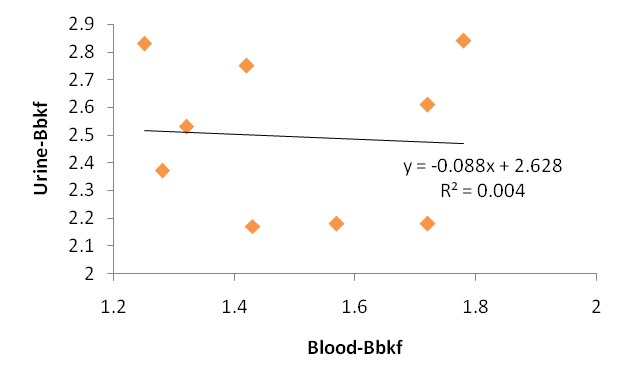 2.9
2.8
2.7
2.6
2.5
2.4
2.3
2.2
2.1
2
Urine-Bbkf
y = -0.088x + 2.628
R² = 0.004
1.2 1.4 1.6 1.8 2
Blood-Bbkf